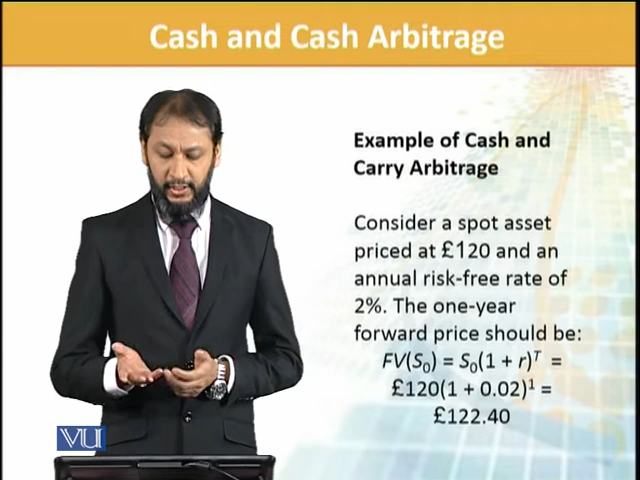 Cash and Cash Arbitrage
Example of Cash and
Carry Arbitrage
Consider a spot asset
priced at £120 and an
annual risk-free rate of
2%. The one-year
forward price should be:
FV(S₀) = S₀(1 + r)ᵀ =
£120(1 + 0.02)¹ =
£122.40
VU